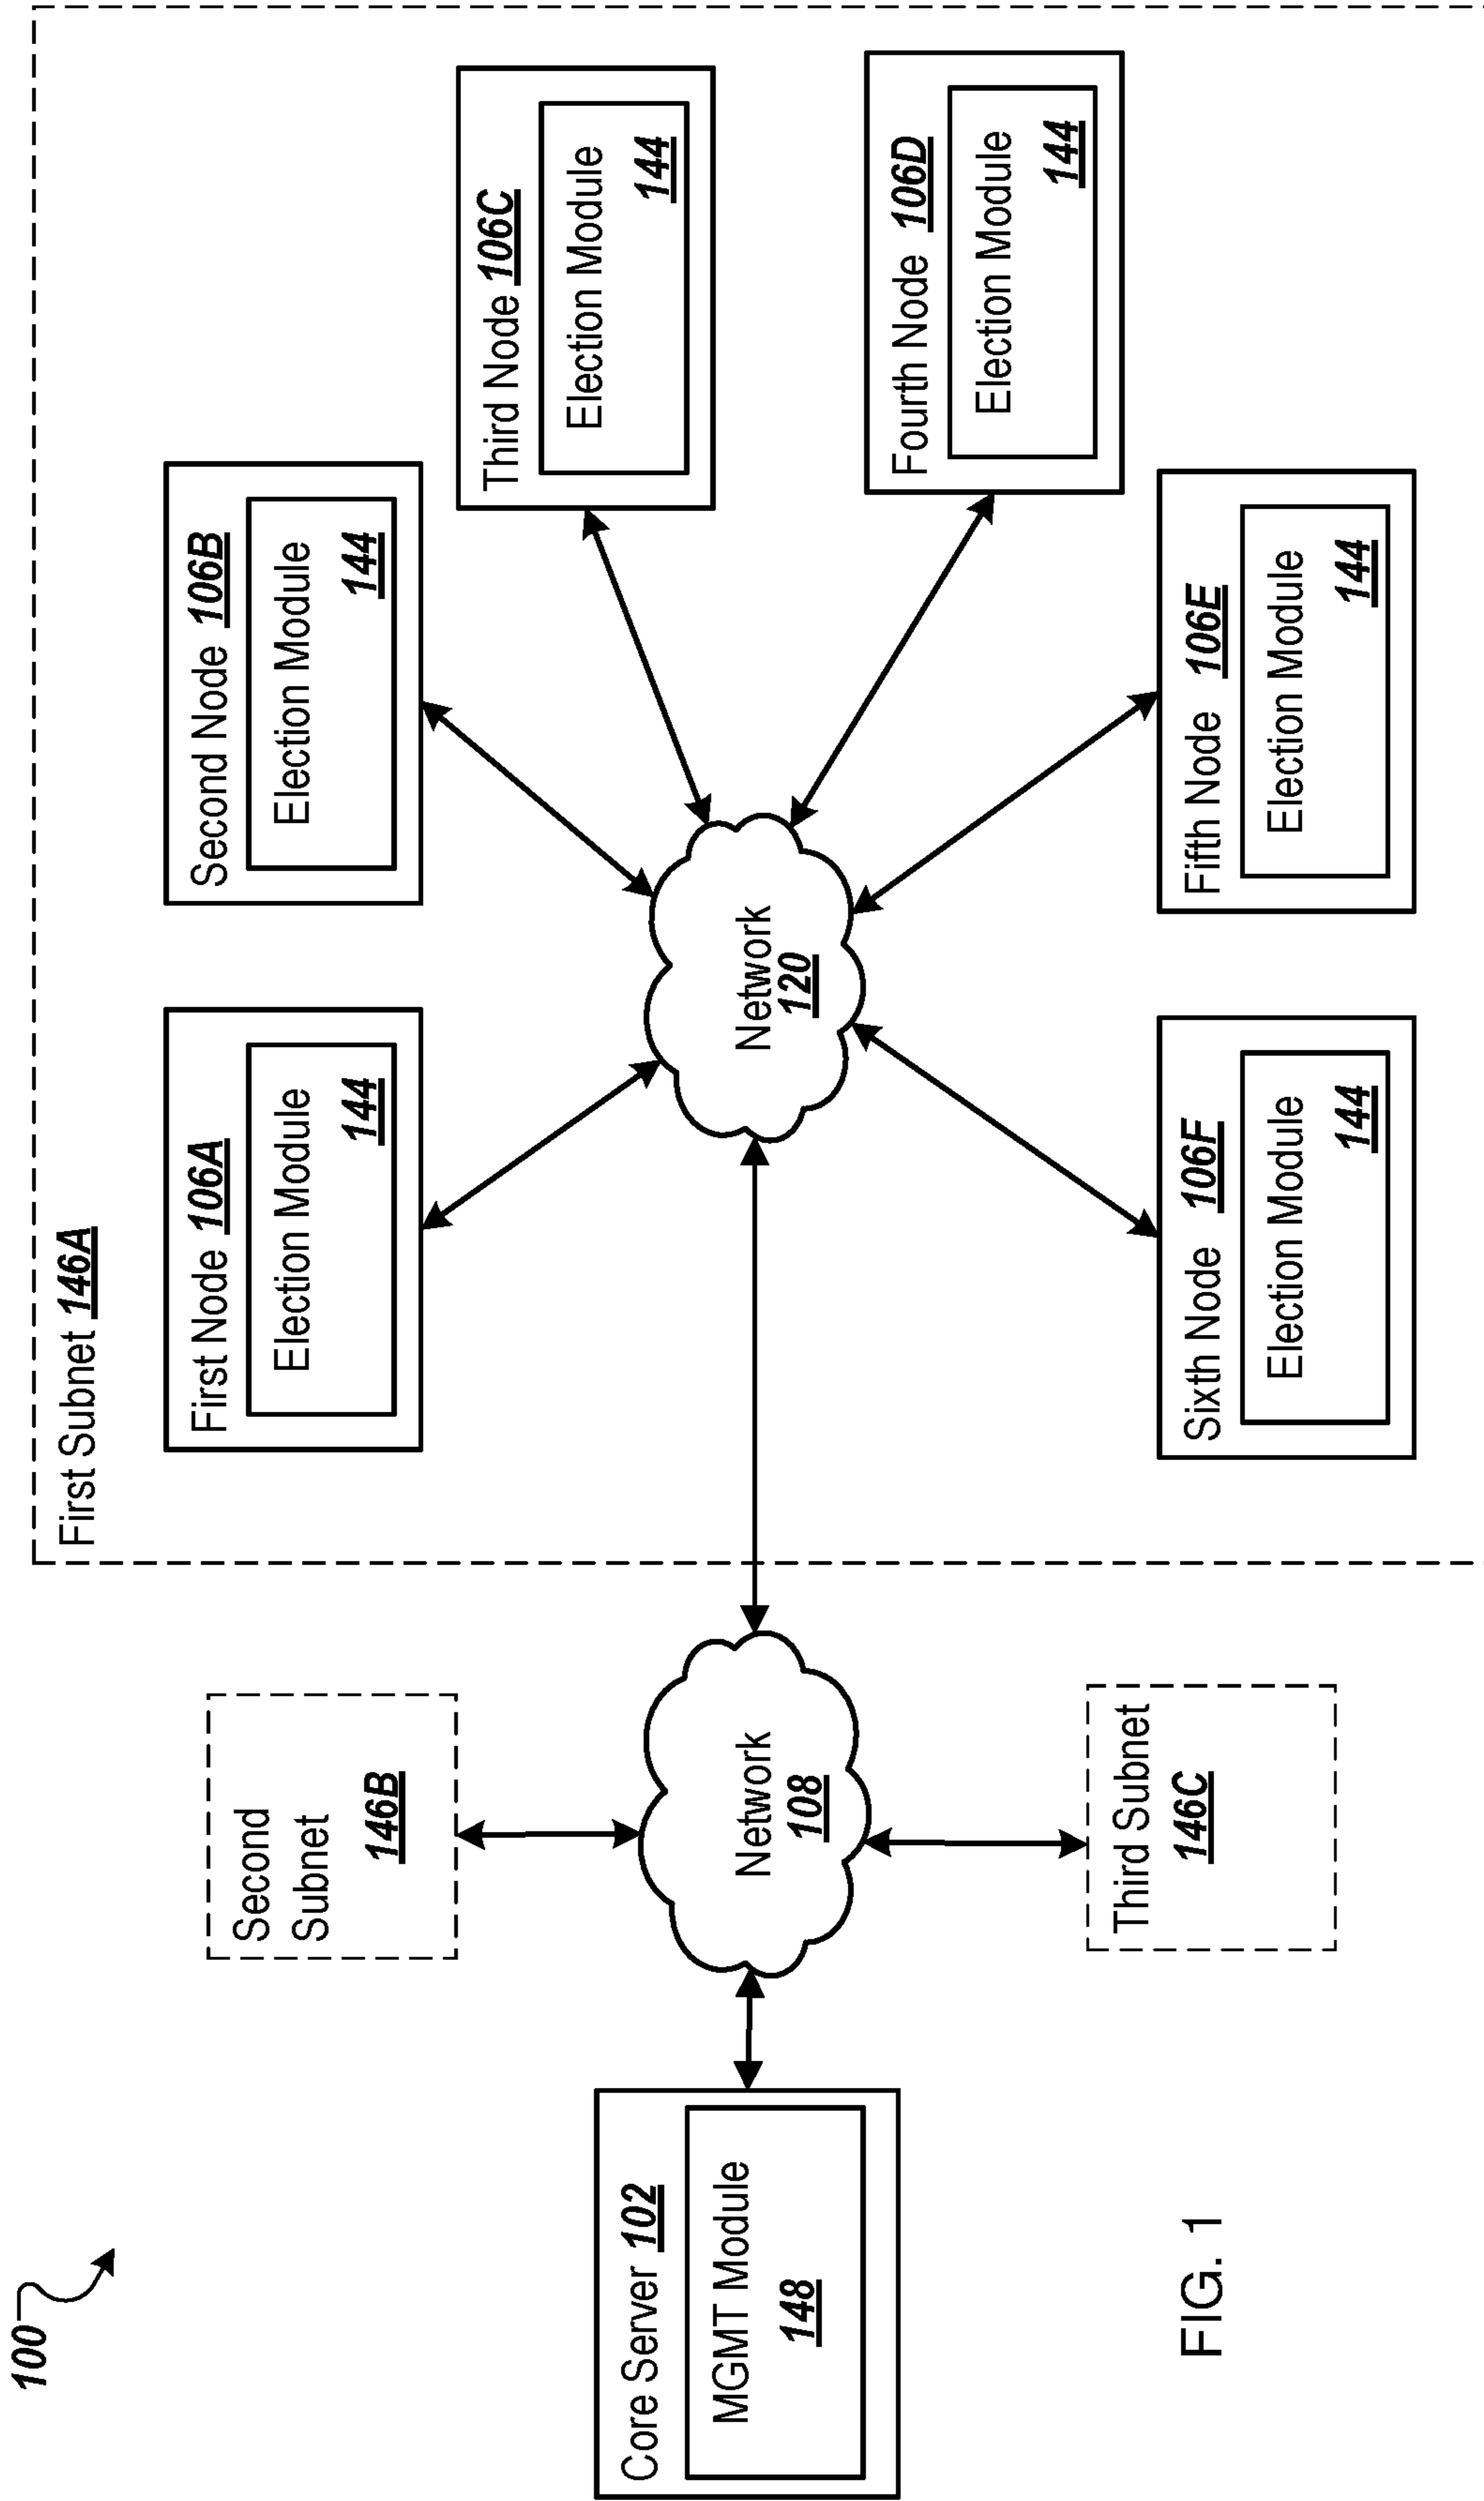 100
Core Server 102
MGMT Module
148
Second
Subnet
146B
Network
108
Third Subnet
146C
First Subnet 146A
First Node 106A
Election Module
144
Second Node 106B
Election Module
144
Third Node 106C
Election Module
144
Network
120
Fourth Node 106D
Election Module
144
Sixth Node 106F
Election Module
144
Fifth Node 106E
Election Module
144
FIG. 1